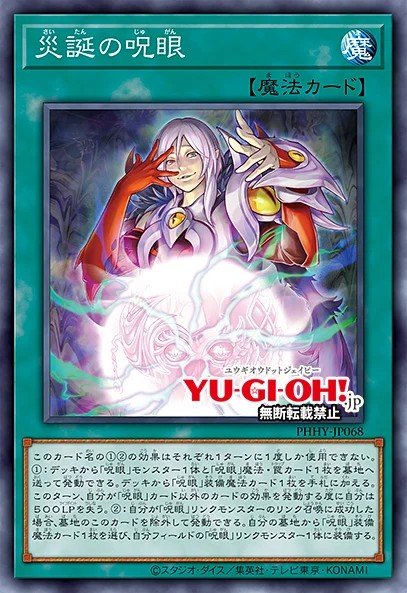 さいたん じゅがん
災誕の呪眼
魔
まほう
【魔法カード】
ユウギオウドットジェイピー
YU-GI-OH!.jp
無断転載禁止
PHHY-JP068
このカード名の①②の効果はそれぞれ1ターンに1度しか使用できない。
①：デッキから「呪眼」モンスター1体と「呪眼」魔法・罠カード1枚を墓地へ
送って発動できる。デッキから「呪眼」装備魔法カード1枚を手札に加える。
このターン、自分が「呪眼」カード以外のカードの効果を発動する度に自分は
500LPを失う。②：自分が「呪眼」リンクモンスターのリンク召喚に成功した
場合、墓地のこのカードを除外して発動できる。自分の墓地から「呪眼」装備
魔法カード1枚を選び、自分フィールドの「呪眼」リンクモンスター1体に装備する。
©スタジオ・ダイス／集英社・テレビ東京・KONAMI